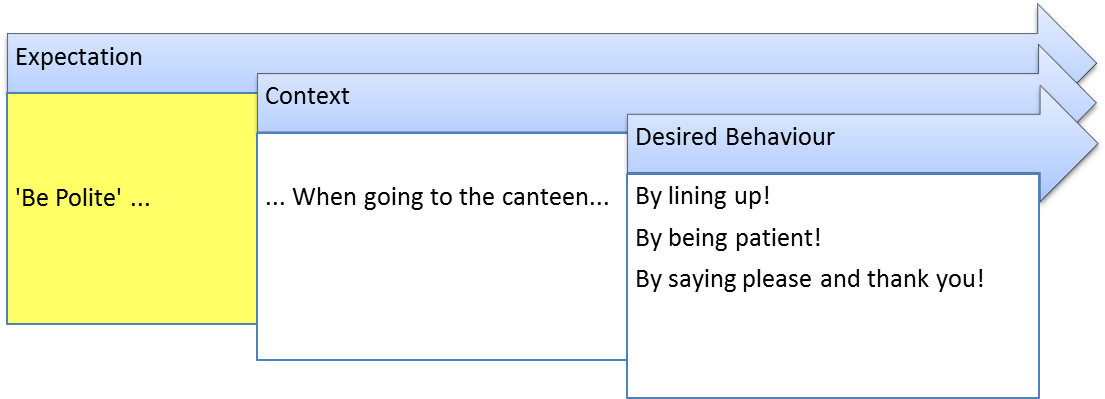 Expectation
Context
Desired Behaviour
'Be Polite' ...
... When going to the canteen...
By lining up!
By being patient!
By saying please and thank you!